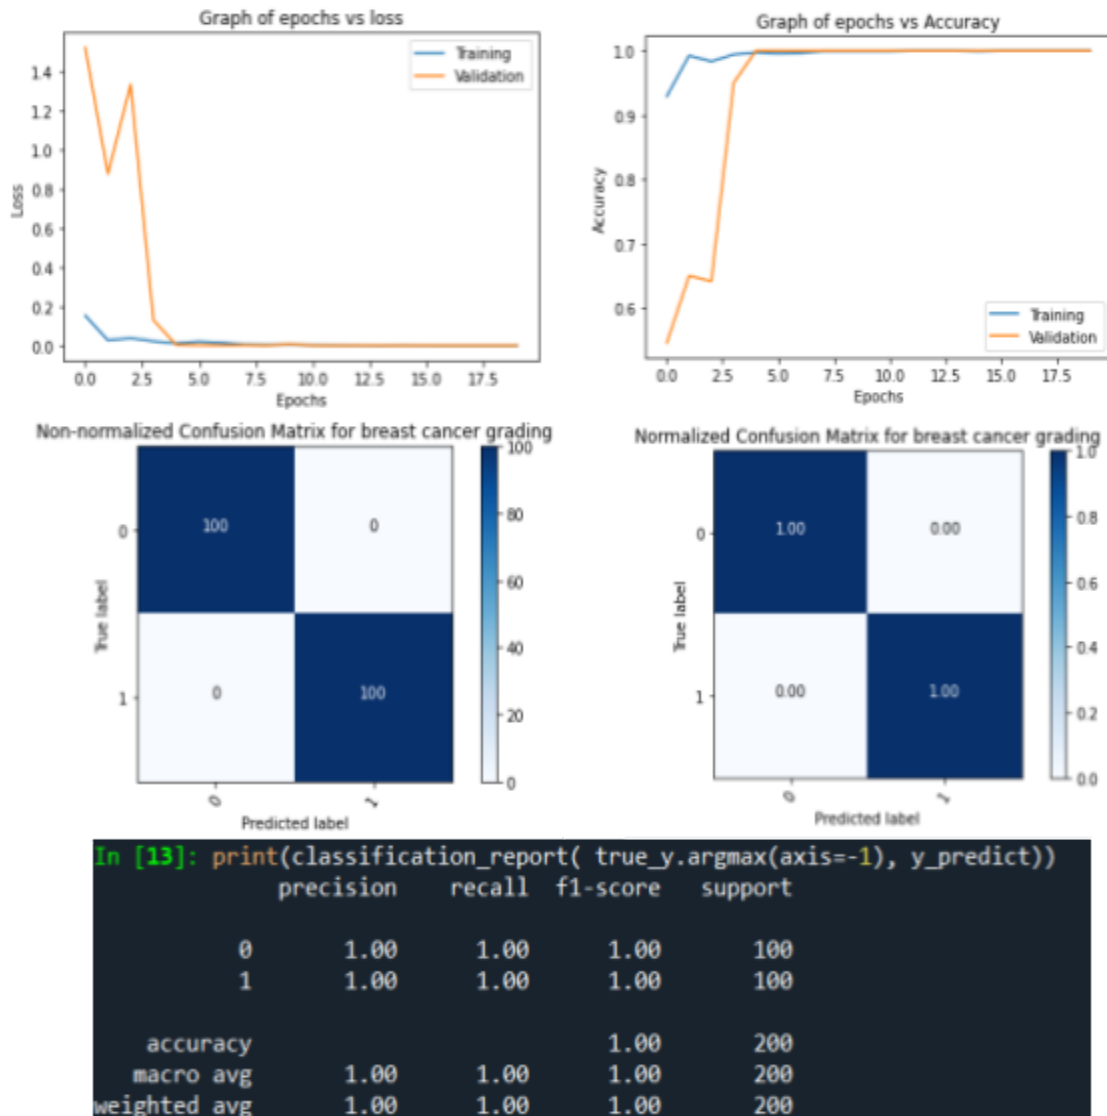 Graph of epochs vs loss
Training
Validation
1.4
1.2
1.0
0.8
0.6
0.4
0.2
0.0
Loss
0.0 2.5 5.0 7.5 10.0 12.5 15.0 17.5
Epochs
Graph of epochs vs Accuracy
1.0
0.9
0.8
0.7
0.6
Accuracy
Training
Validation
0.0 2.5 5.0 7.5 10.0 12.5 15.0 17.5
Epochs
Non-normalized Confusion Matrix for breast cancer grading
100
80
60
40
20
0
True label
0 100 0
1 0 100
0 1
Predicted label
Normalized Confusion Matrix for breast cancer grading
1.0
0.8
0.6
0.4
0.2
0.0
True label
0 1.00 0.00
1 0.00 1.00
0 1
Predicted label
In [13]: print(classification_report( true_y.argmax(axis=-1), y_predict))
precision recall f1-score support
0 1.00 1.00 1.00 100
1 1.00 1.00 1.00 100
accuracy 1.00 200
macro avg 1.00 1.00 1.00 200
weighted avg 1.00 1.00 1.00 200